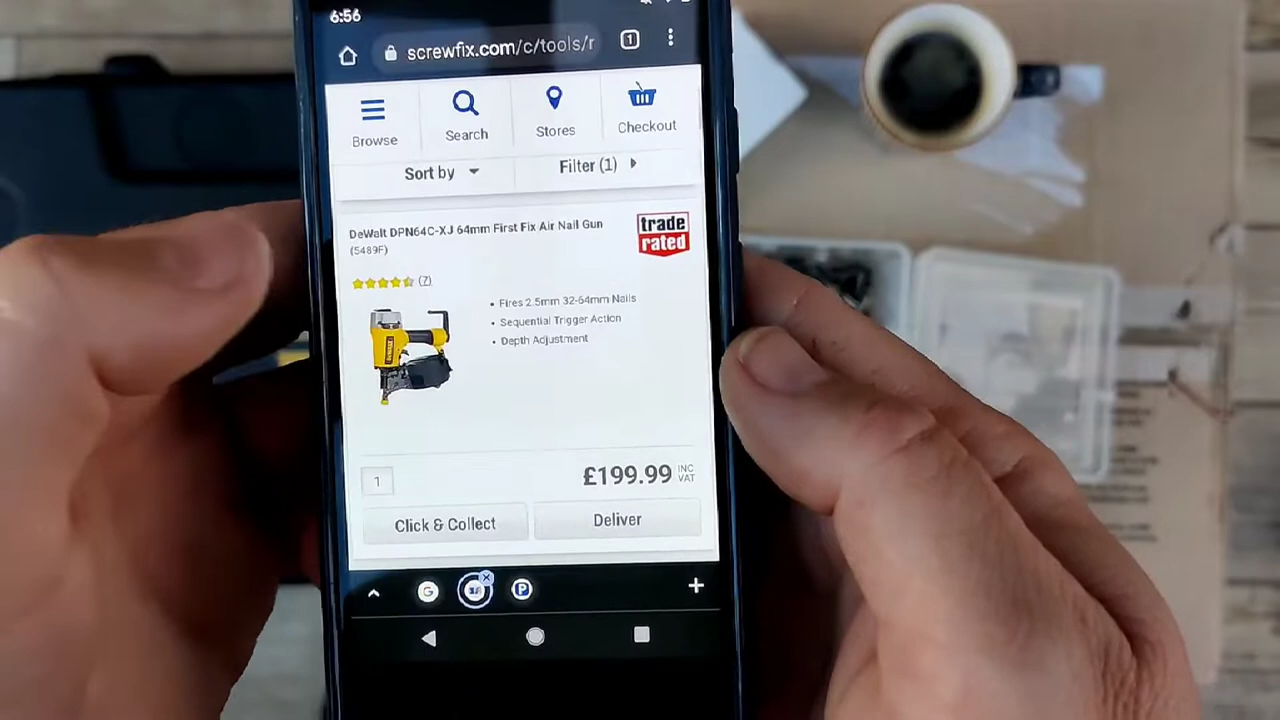 6:56
screwfix.com/c/tools/r
1
Browse
Search
Stores
Checkout
Sort by
Filter (1)
DeWalt DPN64C-XJ 64mm First Fix Air Nail Gun
(5489F)
trade
rated
(7)
• Fires 2.5mm 32-64mm Nails
• Sequential Trigger Action
• Depth Adjustment
DEWALT
1
£199.99 INC
VAT
Click & Collect
Deliver
G
P